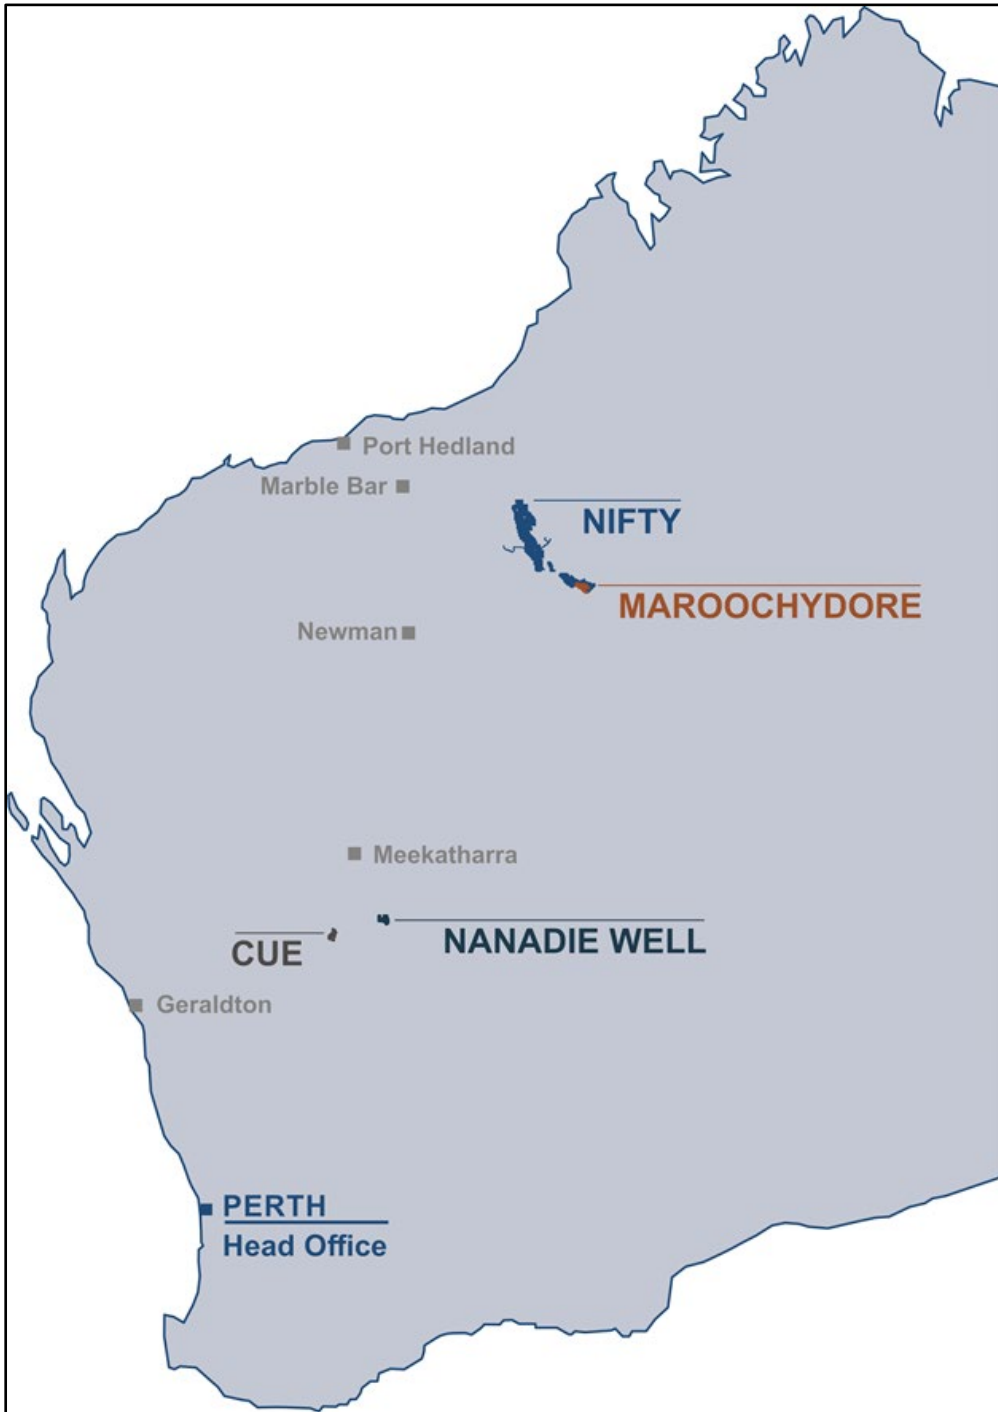 Port Hedland
Marble Bar
NIFTY
MAROOCHYDORE
Newman
Meekatharra
NANADIE WELL
CUE
Geraldton
PERTH
Head Office